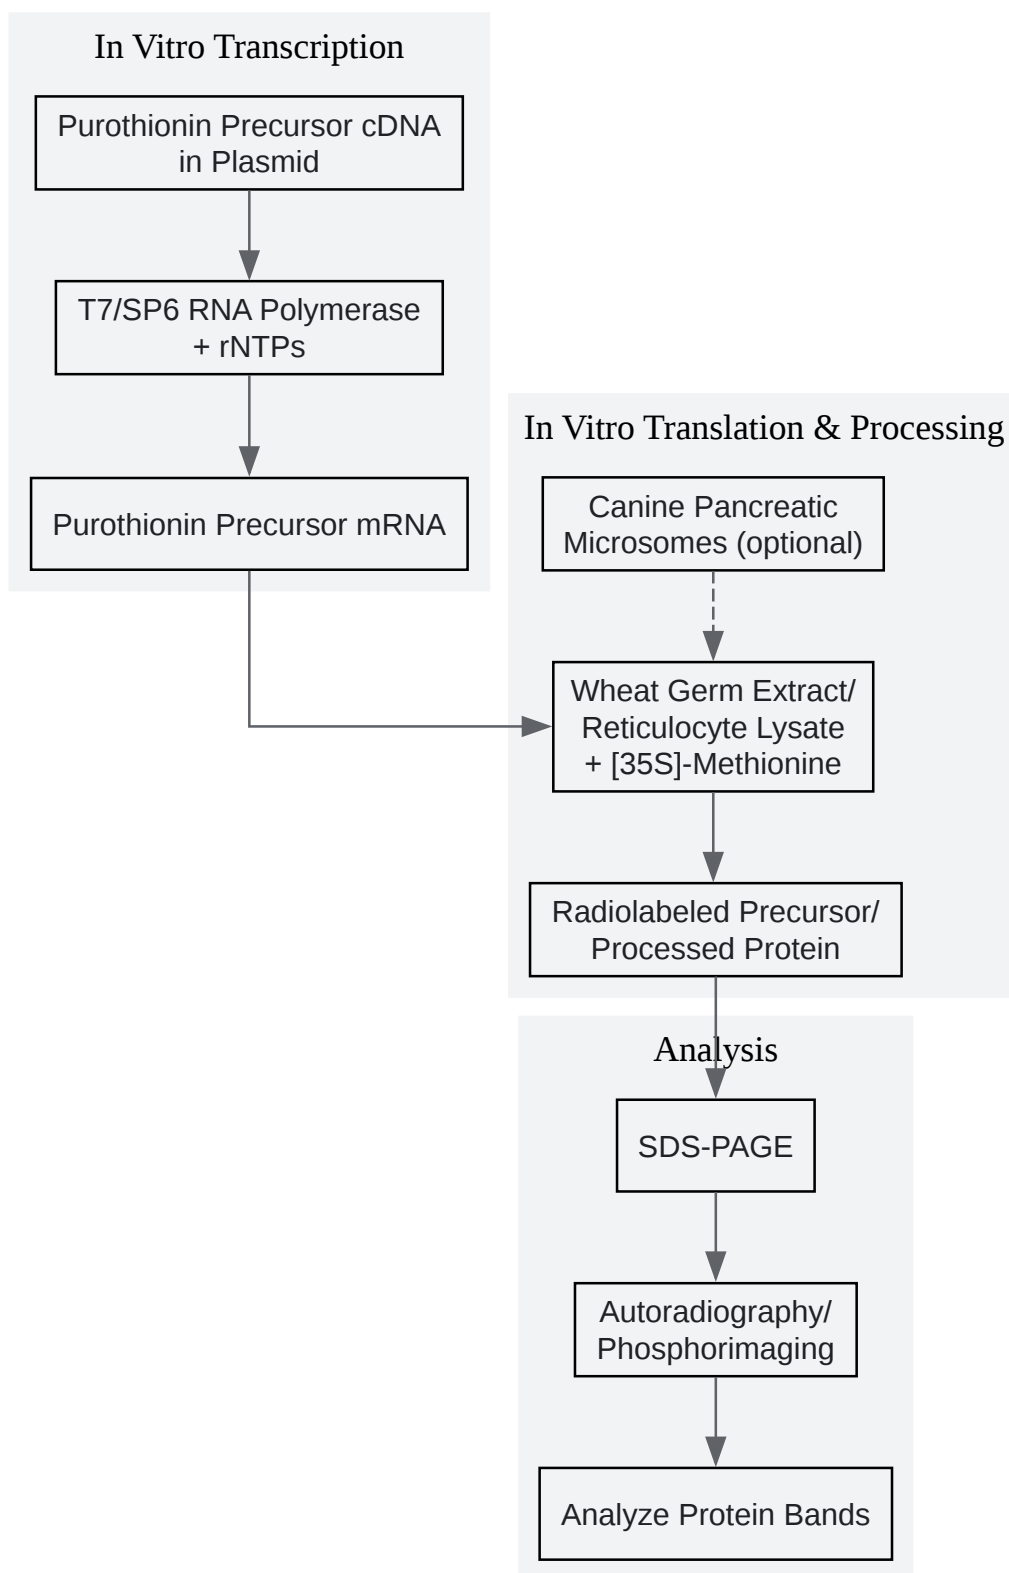 In Vitro Transcription
Purothionin Precursor cDNA
in Plasmid
T7/SP6 RNA Polymerase
+ rNTPs
Purothionin Precursor mRNA
In Vitro Translation & Processing
Canine Pancreatic
Microsomes (optional)
Wheat Germ Extract/
Reticulocyte Lysate
+ [35S]-Methionine
Radiolabeled Precursor/
Processed Protein
Analysis
SDS-PAGE
Autoradiography/
Phosphorimaging
Analyze Protein Bands